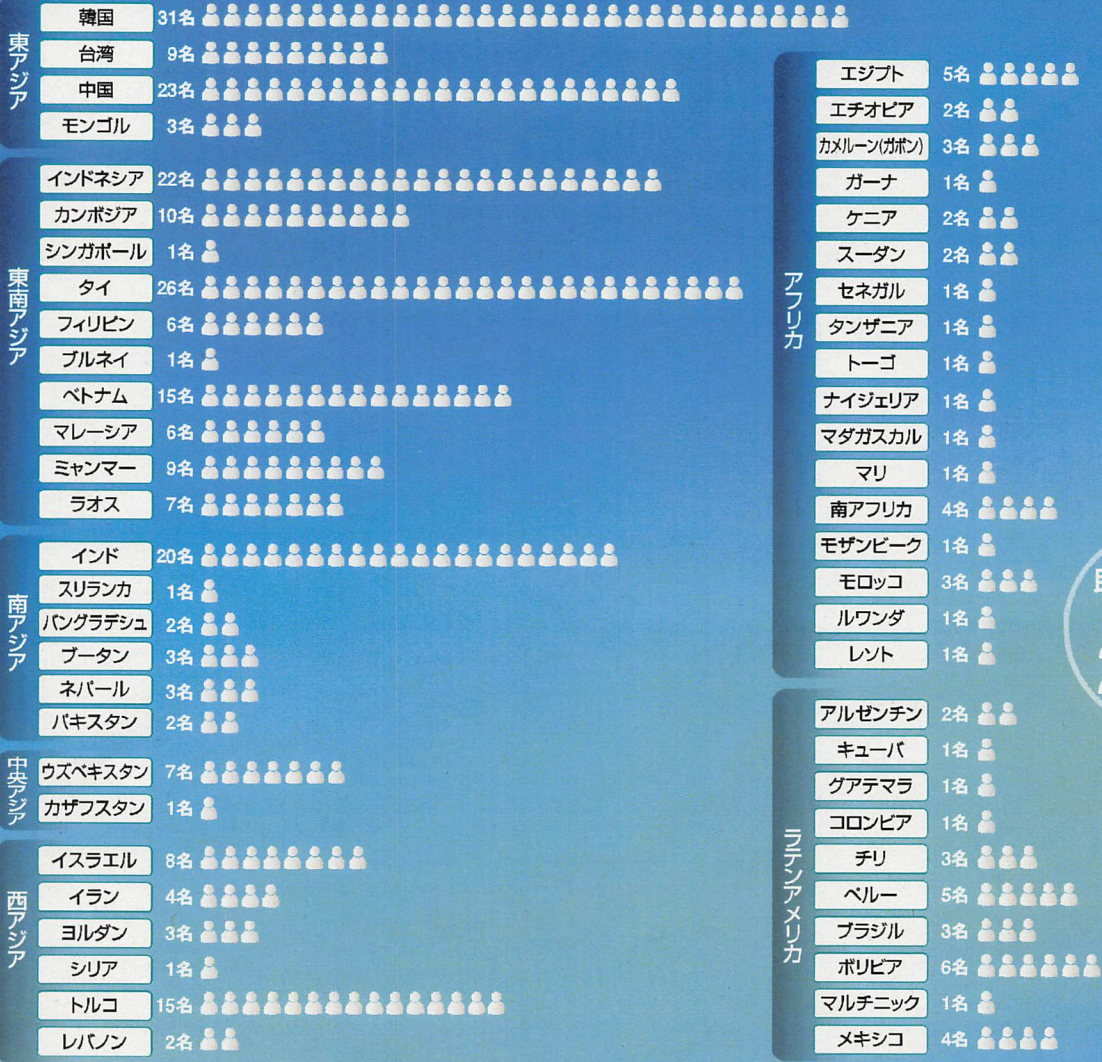 東アジア
韓国 31名
台湾 9名
中国 23名
モンゴル 3名
東南アジア
インドネシア 22名
カンボジア 10名
シンガポール 1名
タイ 26名
フィリピン 6名
ブルネイ 1名
ベトナム 15名
マレーシア 6名
ミャンマー 9名
ラオス 7名
南アジア
インド 20名
スリランカ 1名
バングラデシュ 2名
ブータン 3名
ネパール 3名
パキスタン 2名
中央アジア
ウズベキスタン 7名
カザフスタン 1名
西アジア
イスラエル 8名
イラン 4名
ヨルダン 3名
シリア 1名
トルコ 15名
レバノン 2名
アフリカ
エジプト 5名
エチオピア 2名
カメルーン(ガボン) 3名
ガーナ 1名
ケニア 2名
スーダン 2名
セネガル 1名
タンザニア 1名
トーゴ 1名
ナイジェリア 1名
マダガスカル 1名
マリ 1名
南アフリカ 4名
モザンビーク 1名
モロッコ 3名
ルワンダ 1名
レソト 1名
ラテンアメリカ
アルゼンチン 2名
キューバ 1名
グアテマラ 1名
コロンビア 1名
チリ 3名
ペルー 5名
ブラジル 3名
ボリビア 6名
マルチニック 1名
メキシコ 4名